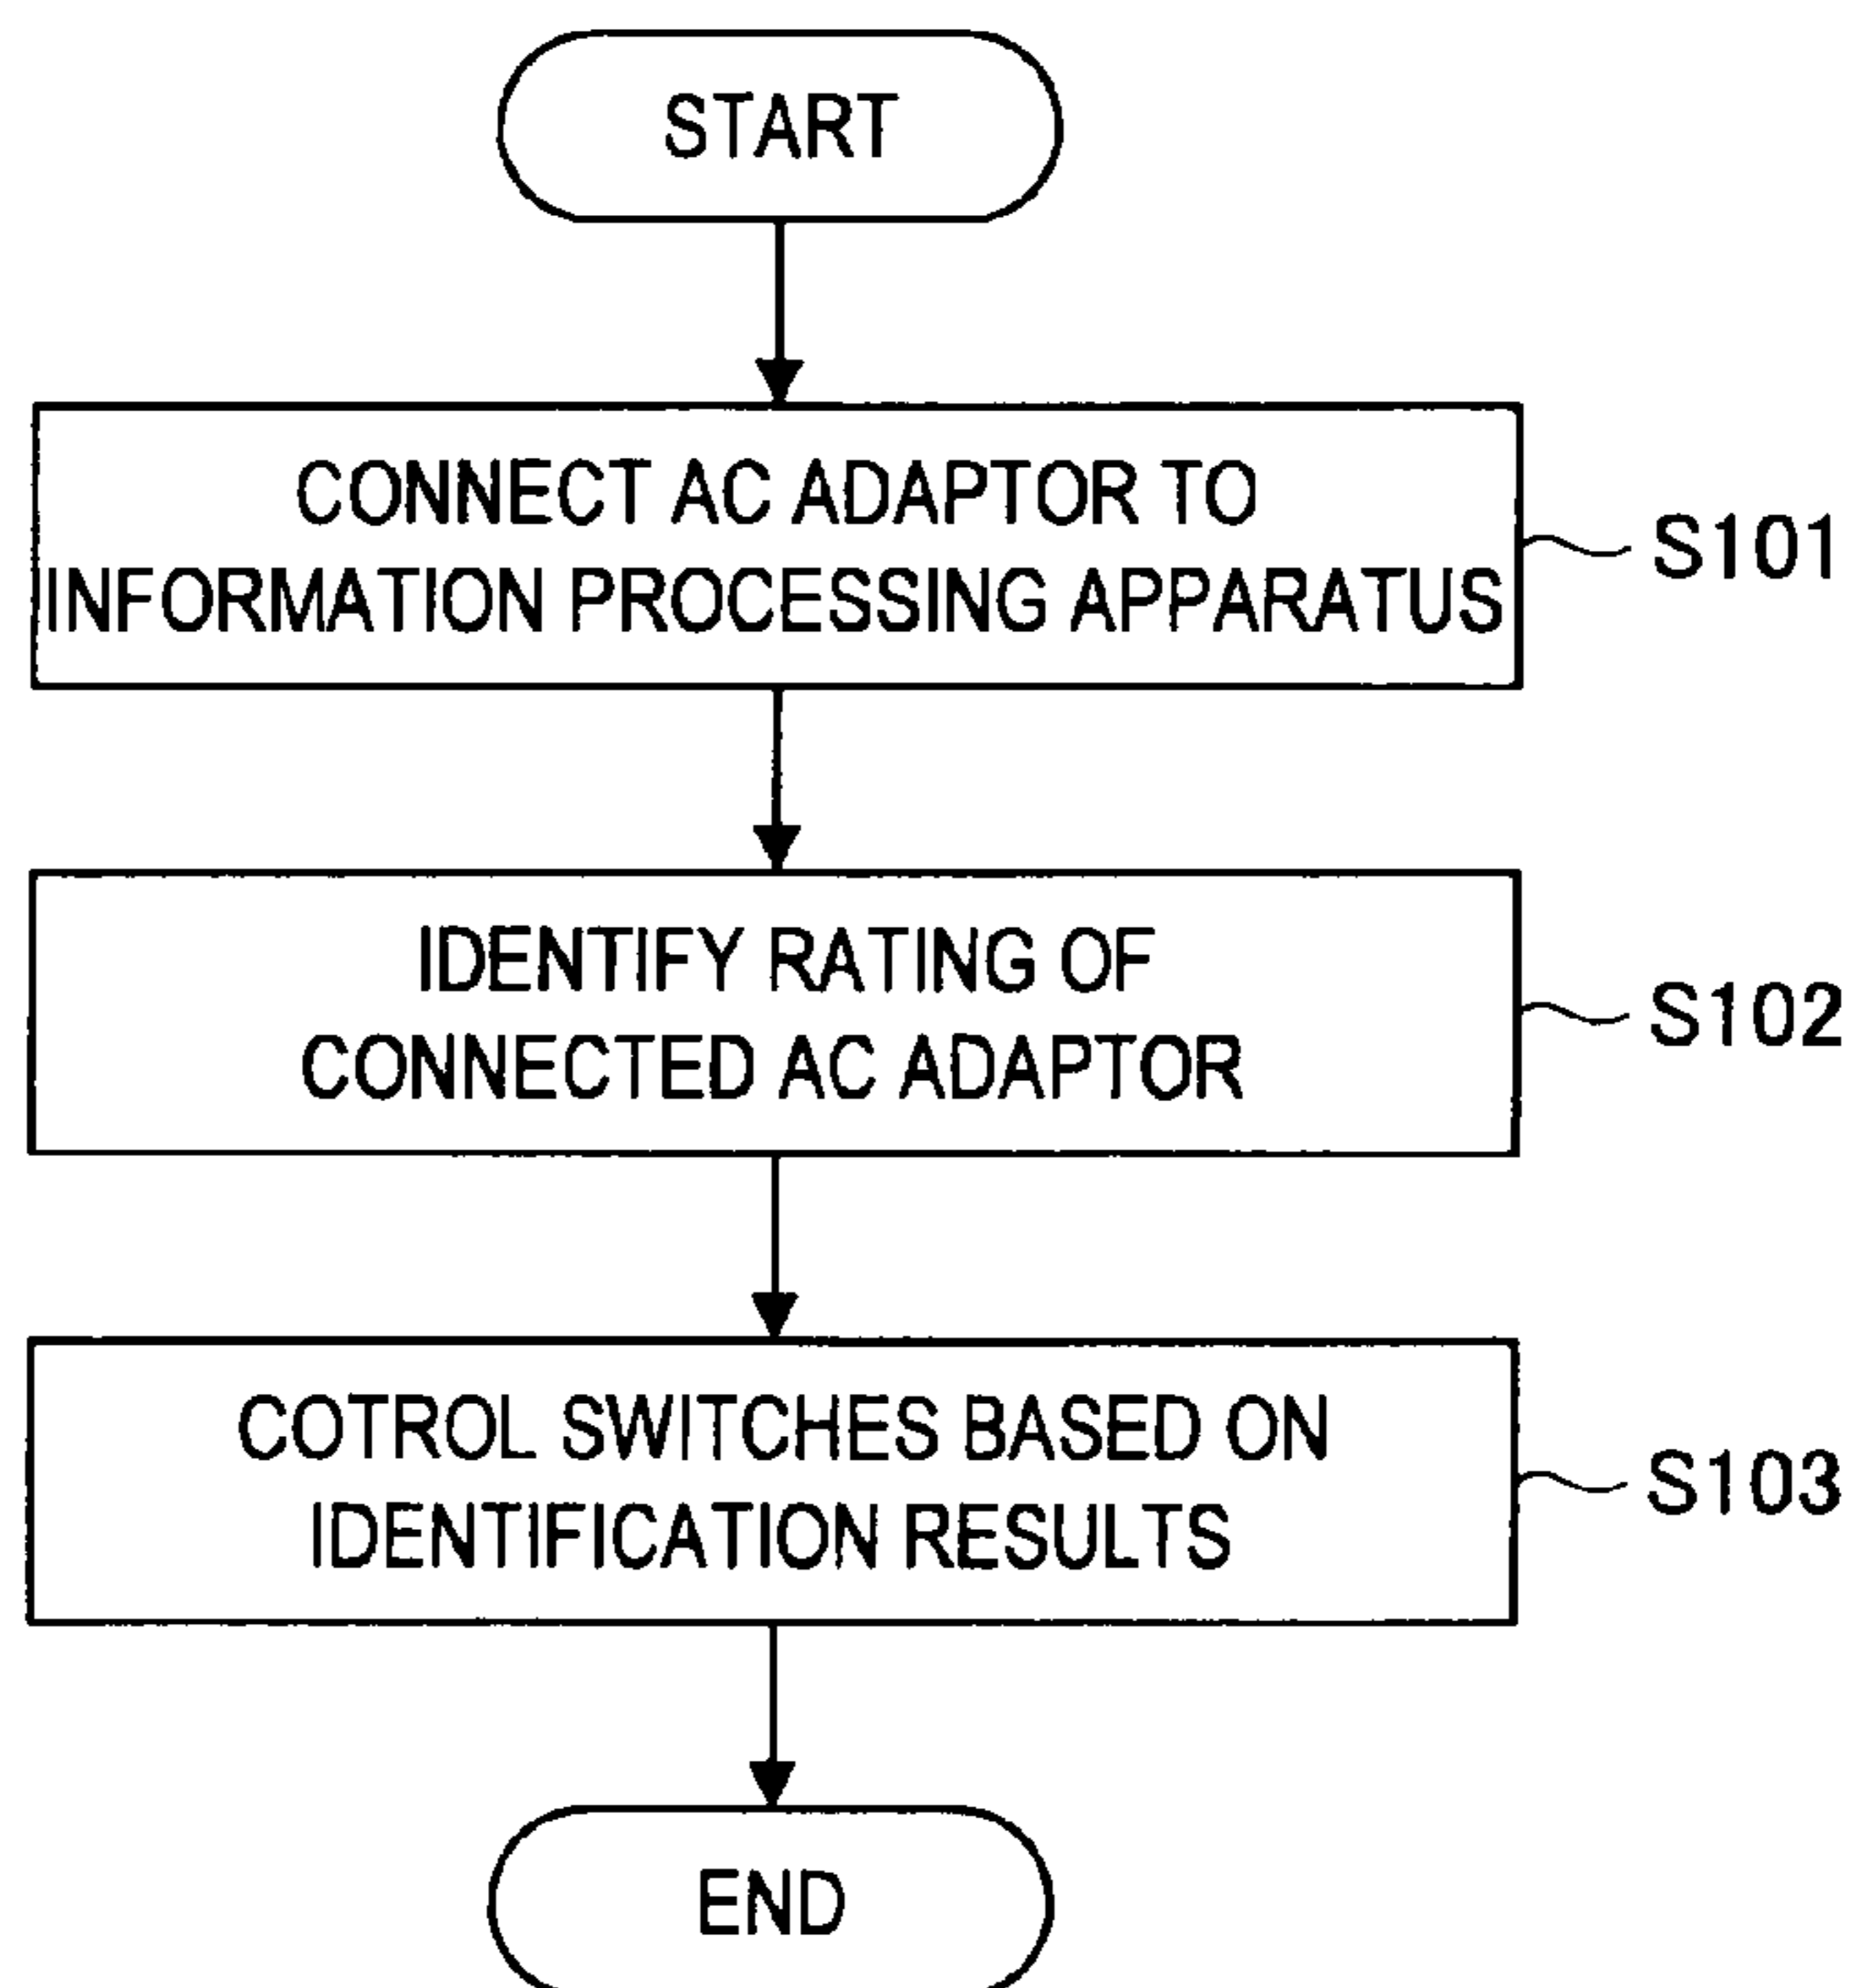 START
CONNECT AC ADAPTOR TO
INFORMATION PROCESSING APPARATUS
S101
IDENTIFY RATING OF
CONNECTED AC ADAPTOR
S102
COTROL SWITCHES BASED ON
IDENTIFICATION RESULTS
S103
END